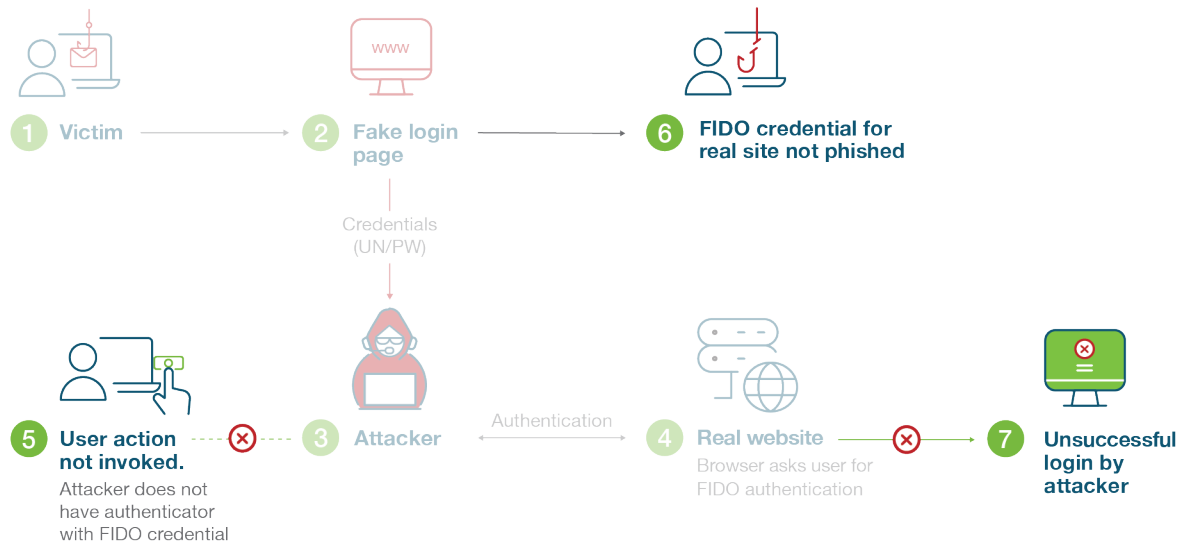 www
1 Victim
2 Fake login
page
6 FIDO credential for
real site not phished
Credentials
(UN/PW)
5 User action
not invoked.
Attacker does not
have authenticator
with FIDO credential
3 Attacker
Authentication
4 Real website
Browser asks user for
FIDO authentication
7 Unsuccessful
login by
attacker